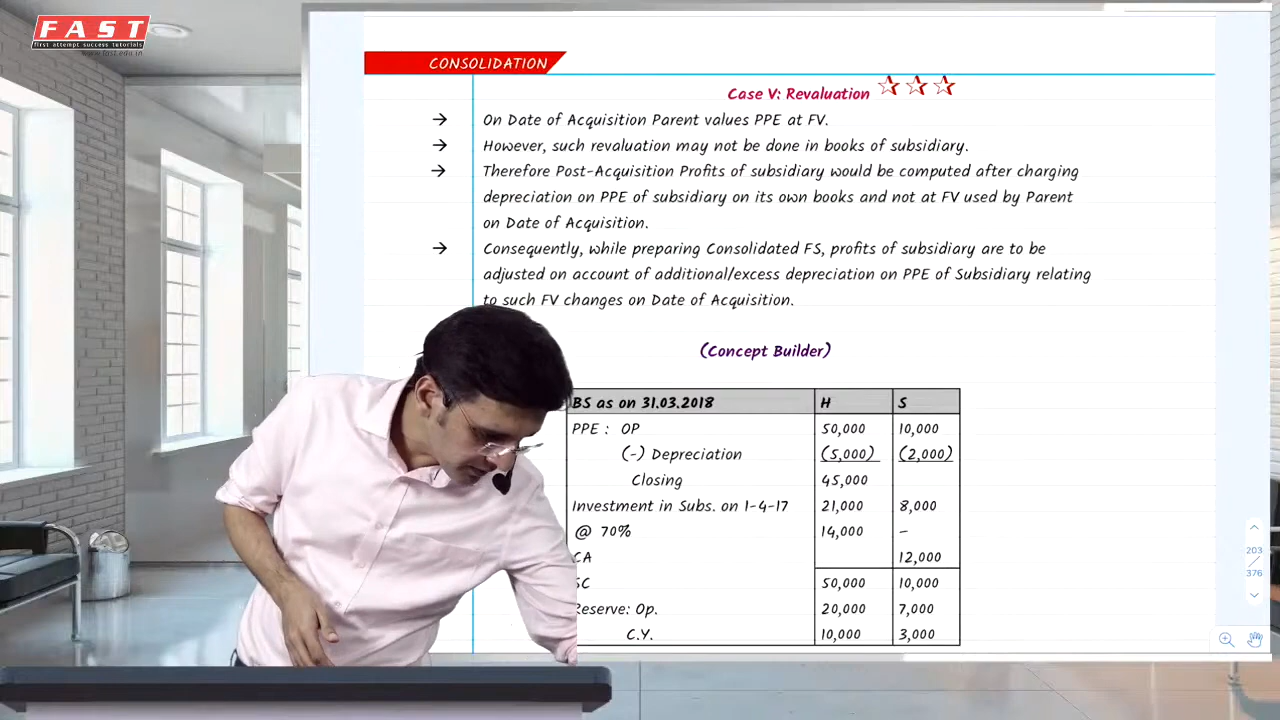 FAST
first attempt success tutorials
www.fast.edu.in
CONSOLIDATION
Case V: Revaluation
→ On Date of Acquisition Parent values PPE at FV.
→ However, such revaluation may not be done in books of subsidiary.
→ Therefore Post-Acquisition Profits of subsidiary would be computed after charging
depreciation on PPE of subsidiary on its own books and not at FV used by Parent
on Date of Acquisition.
→ Consequently, while preparing Consolidated FS, profits of subsidiary are to be
adjusted on account of additional/excess depreciation on PPE of Subsidiary relating
to such FV changes on Date of Acquisition.
(Concept Builder)
BS as on 31.03.2018 H S
PPE : OP 50,000 10,000
(-) Depreciation (5,000) (2,000)
Closing 45,000
Investment in Subs. on 1-4-17 21,000 8,000
@ 70% 14,000 -
CA 12,000
SC 50,000 10,000
Reserve: Op. 20,000 7,000
C.Y. 10,000 3,000
203
376